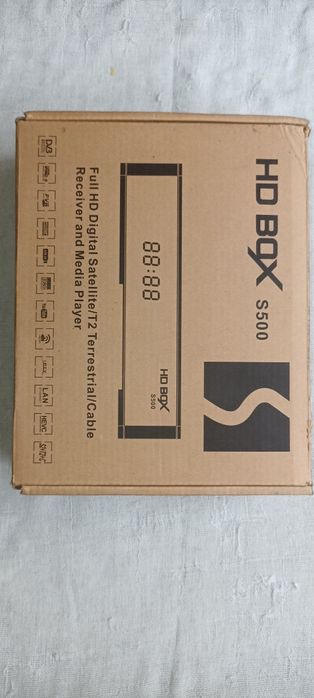 HD BOX S500
88:88
HD BOX
S500
Full HD Digital Satellite/T2 Terrestrial/Cable
Receiver and Media Player
DVB
LAN
HEVC